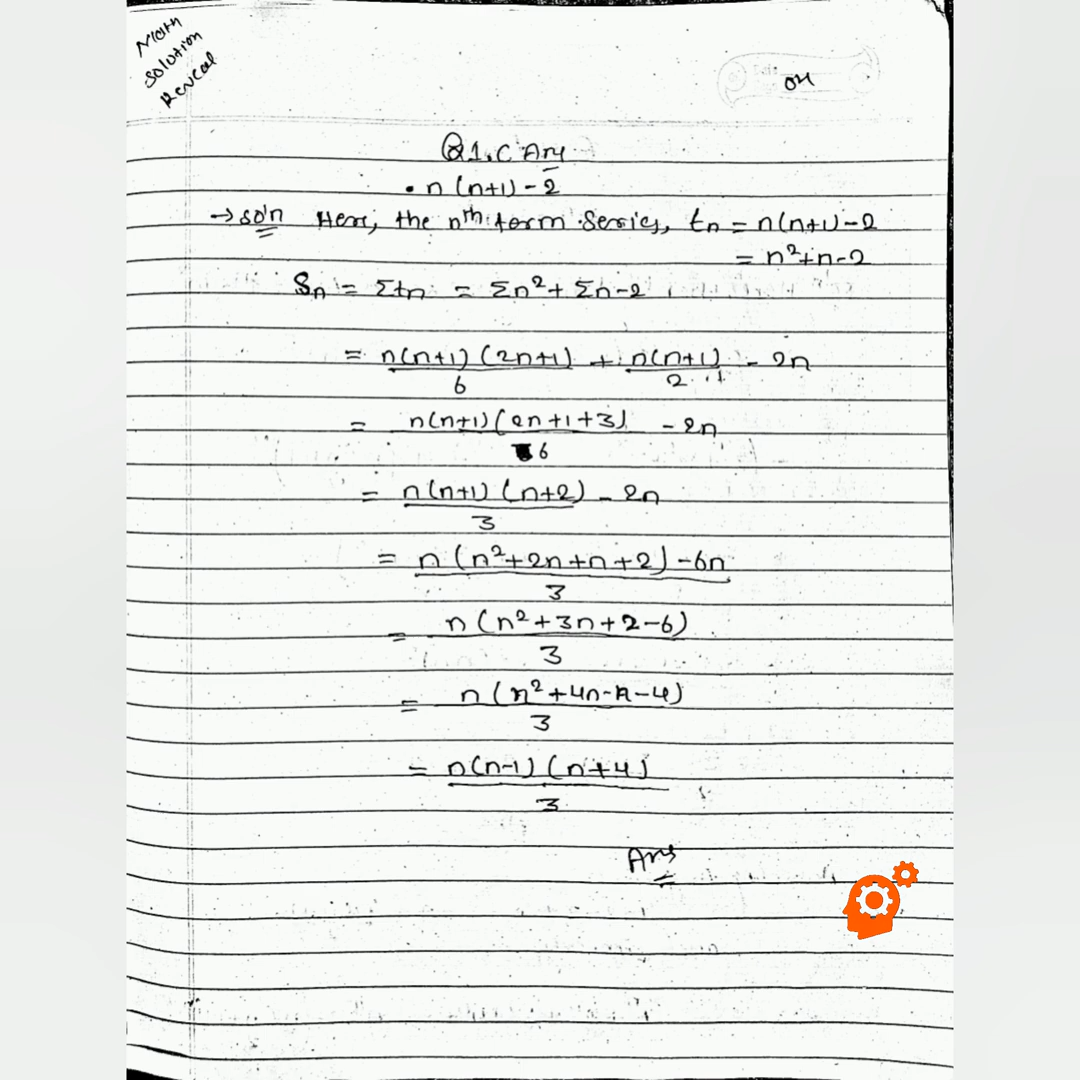 Math
Solution
Reveal
04
Q1.C Ans
• n (n+1) - 2
→ so'n Here, the nth term series, tn = n(n+1)-2
= n²+n-2
Sn = Σtn = Σn² + Σn-2
= n(n+1) (2n+1)/6 + n(n+1)/2 - 2n
= n(n+1)(2n+1+3)/6 - 2n
= n(n+1) (n+2)/3 - 2n
= n (n²+2n+n+2)-6n/3
= n (n²+3n+2-6)/3
= n (n²+4n-n-4)/3
= n(n-1) (n+4)/3
Ans